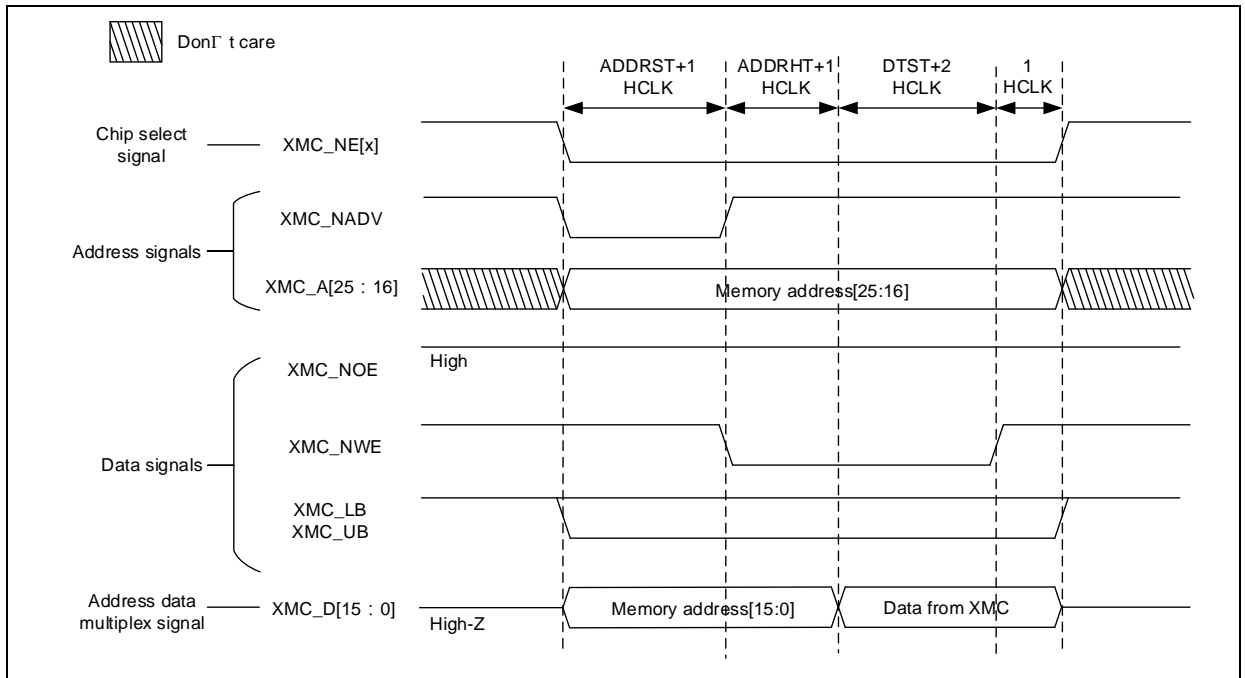 DonΓ t care
ADDRST+1
HCLK
ADDRHT+1
HCLK
DTST+2
HCLK
1
HCLK
Chip select
signal
XMC_NE[x]
Address signals
XMC_NADV
XMC_A[25 : 16]
Memory address[25:16]
Data signals
XMC_NOE
High
XMC_NWE
XMC_LB
XMC_UB
Address data
multiplex signal
XMC_D[15 : 0]
High-Z
Memory address[15:0]
Data from XMC